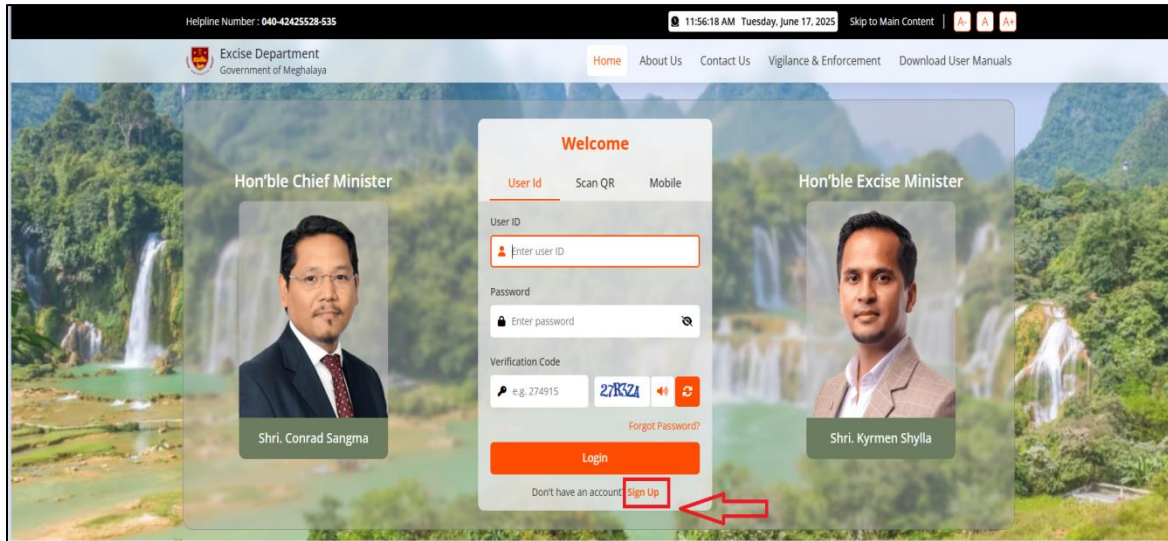 Helpline Number : 040-42425528-535
11:56:18 AM Tuesday, June 17, 2025 Skip to Main Content | A- A A+
Excise Department
Government of Meghalaya
Home About Us Contact Us Vigilance & Enforcement Download User Manuals
Welcome
Hon'ble Chief Minister
User Id Scan QR Mobile
Hon'ble Excise Minister
User ID
Enter user ID
Password
Enter password
Verification Code
e.g. 274915 27R3ZA
Forgot Password?
Shri. Conrad Sangma
Login
Shri. Kyrmen Shylla
Don't have an account? Sign Up